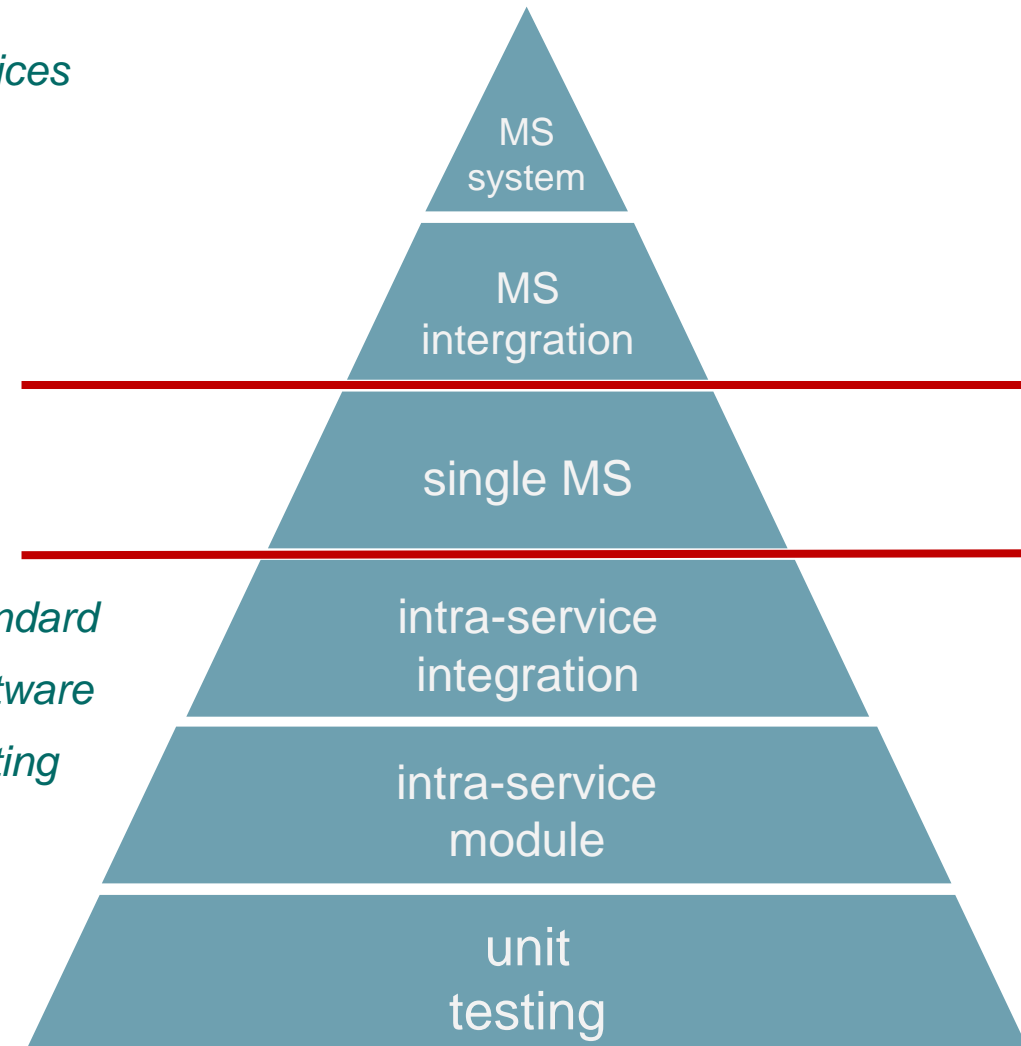 ices
MS
system
MS
intergration
single MS
ndard
intra-service
tware
integration
ting
intra-service
module
unit
testing